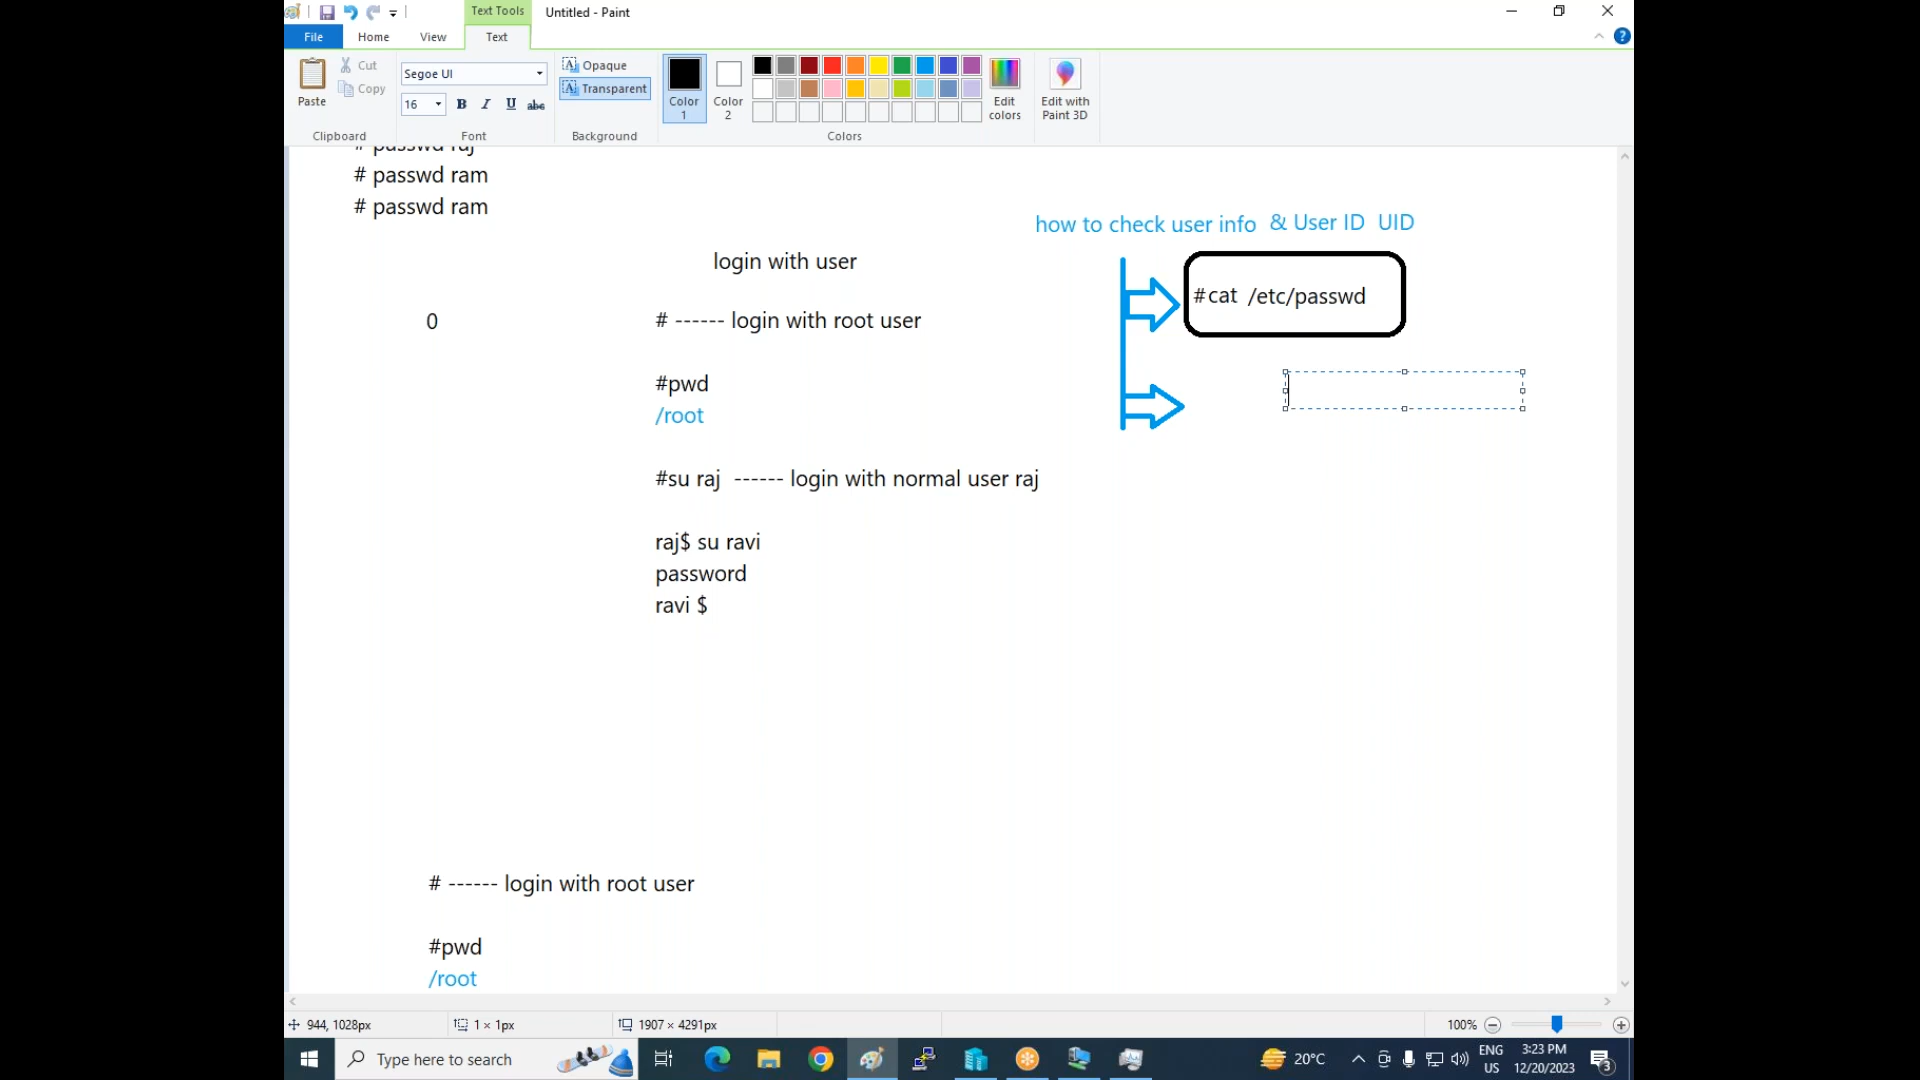 Text Tools
Untitled - Paint
File
Home
View
Text
Paste
Cut
Copy
Clipboard
Segoe UI
16
B I U abc
Font
Opaque
Transparent
Background
Color 1
Color 2
Edit colors
Colors
Edit with Paint 3D
# passwd raj
# passwd ram
# passwd ram
how to check user info & User ID UID
login with user
#cat /etc/passwd
0
# ------ login with root user
#pwd
/root
#su raj ------ login with normal user raj
raj$ su ravi
password
ravi $
# ------ login with root user
#pwd
/root
944, 1028px
1 × 1px
1907 × 4291px
100%
Type here to search
20°C
ENG
US
3:23 PM
12/20/2023
3